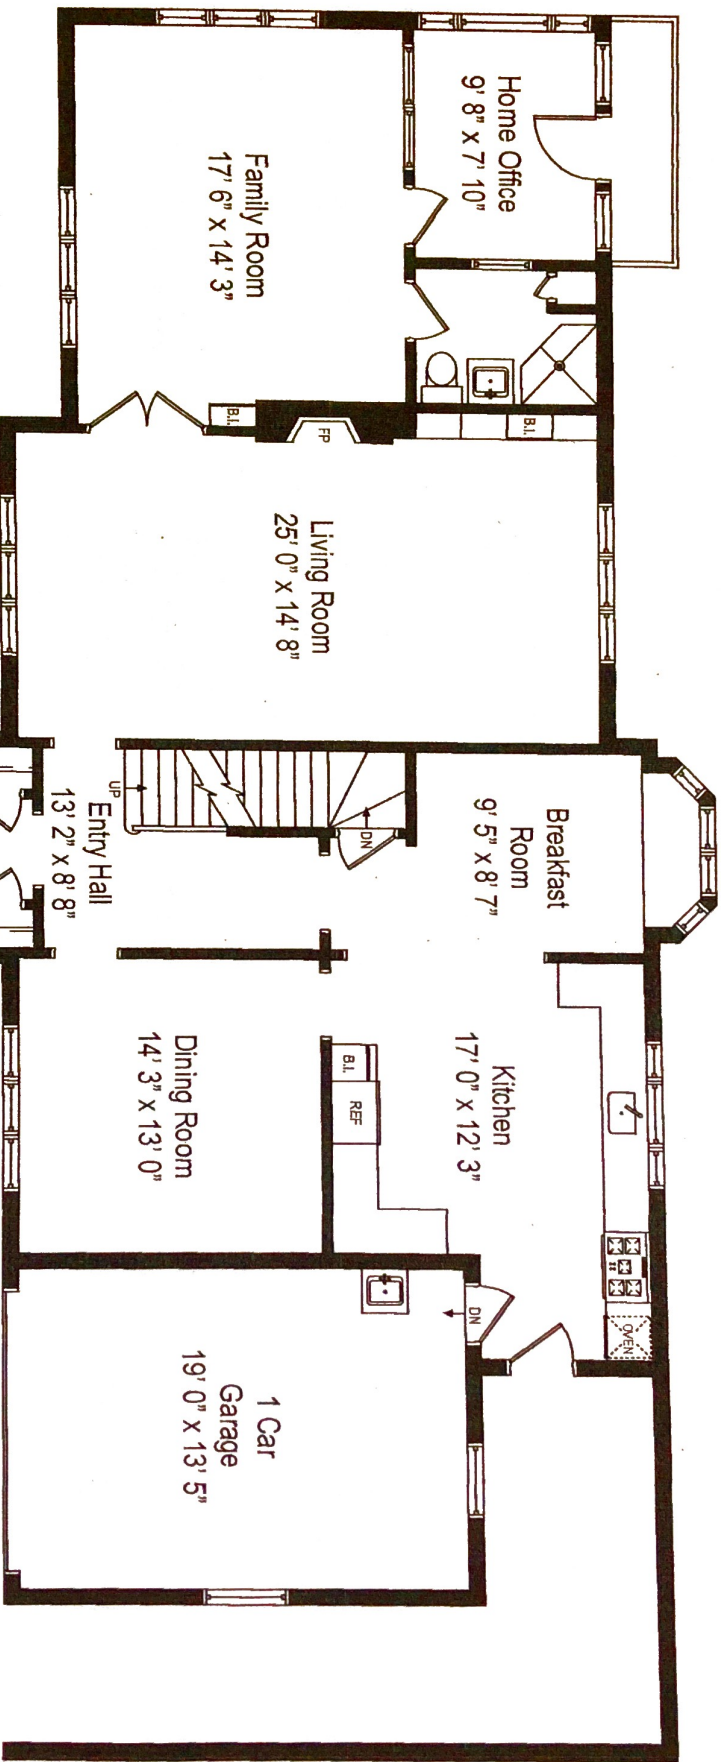 Home Office
9' 8" x 7' 10"
Family Room
17' 6" x 14' 3"
B.I.
FP
B.I.
Living Room
25' 0" x 14' 8"
UP
DN
Entry Hall
13' 2" x 8' 8"
Breakfast
Room
9' 5" x 8' 7"
Kitchen
17' 0" x 12' 3"
B.I.
REF
OVEN
Dining Room
14' 3" x 13' 0"
DN
1 Car
Garage
19' 0" x 13' 5"